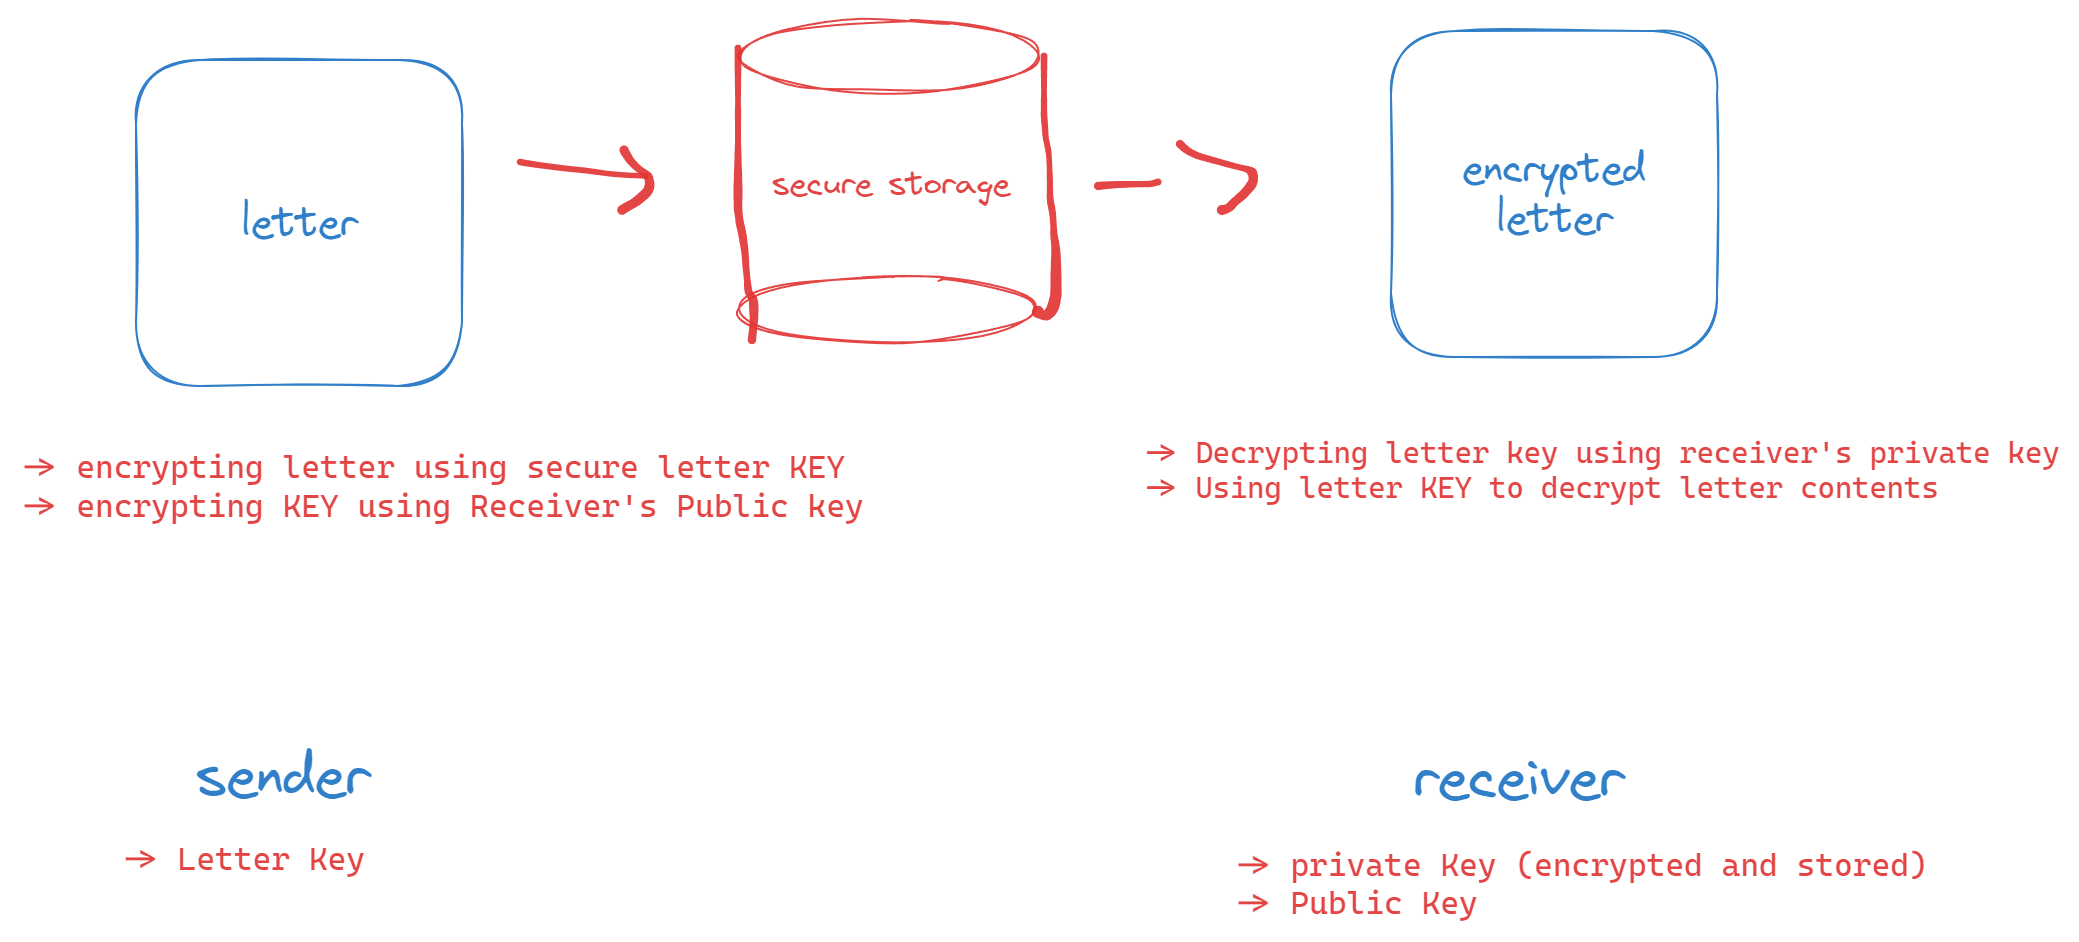 letter
secure storage
encrypted
letter
→ encrypting letter using secure letter KEY
→ encrypting KEY using Receiver's Public key
→ Decrypting letter key using receiver's private key
→ Using letter KEY to decrypt letter contents
sender
→ Letter Key
receiver
→ private Key (encrypted and stored)
→ Public Key